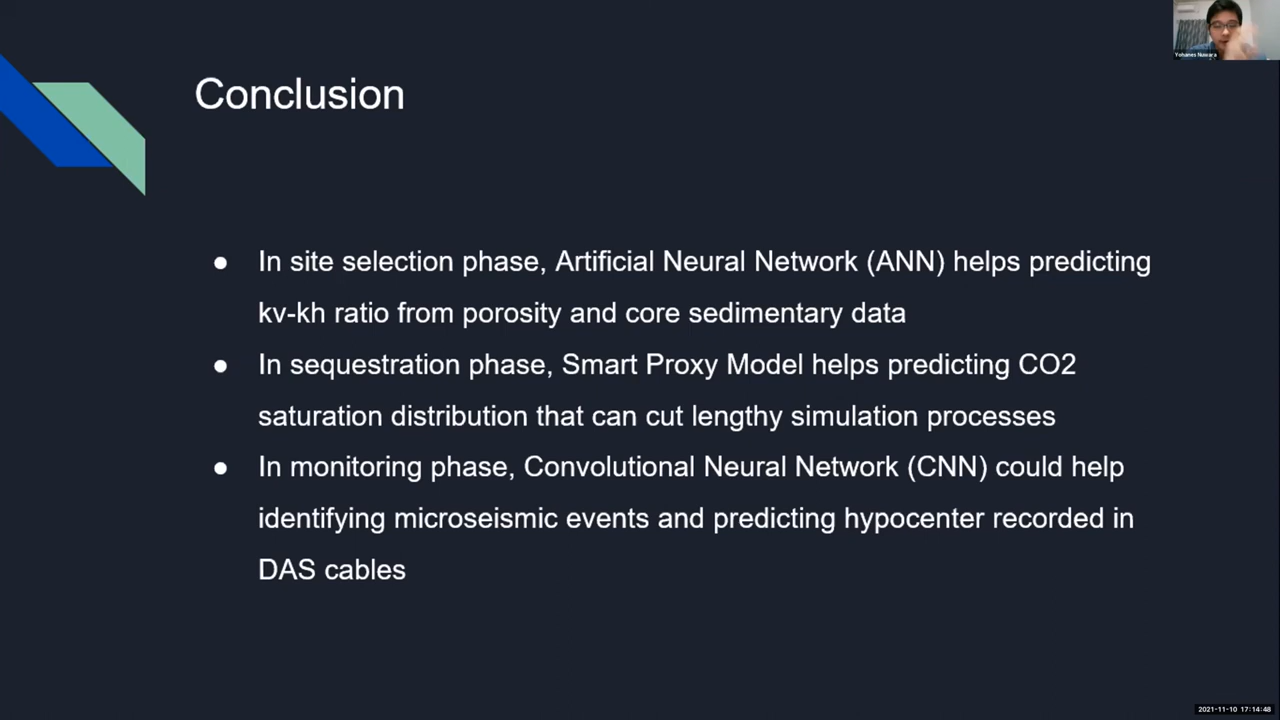 Yohanes Nuwara
Conclusion
● In site selection phase, Artificial Neural Network (ANN) helps predicting
kv-kh ratio from porosity and core sedimentary data
● In sequestration phase, Smart Proxy Model helps predicting CO2
saturation distribution that can cut lengthy simulation processes
● In monitoring phase, Convolutional Neural Network (CNN) could help
identifying microseismic events and predicting hypocenter recorded in
DAS cables
2021-11-10 17:14:48